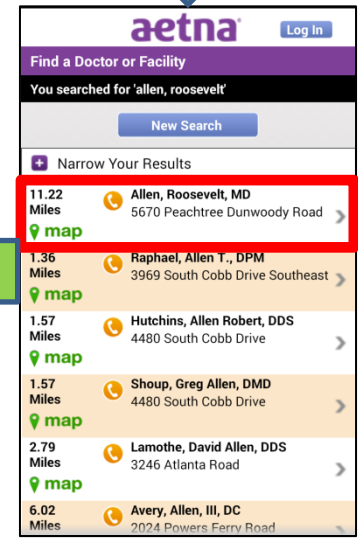 aetna
Log In
Find a Doctor or Facility
You searched for 'allen, roosevelt'
New Search
Narrow Your Results
11.22 Miles
map
Allen, Roosevelt, MD
5670 Peachtree Dunwoody Road
1.36 Miles
map
Raphael, Allen T., DPM
3969 South Cobb Drive Southeast
1.57 Miles
map
Hutchins, Allen Robert, DDS
4480 South Cobb Drive
1.57 Miles
map
Shoup, Greg Allen, DMD
4480 South Cobb Drive
2.79 Miles
map
Lamothe, David Allen, DDS
3246 Atlanta Road
6.02 Miles
Avery, Allen, III, DC
2024 Powers Ferry Road